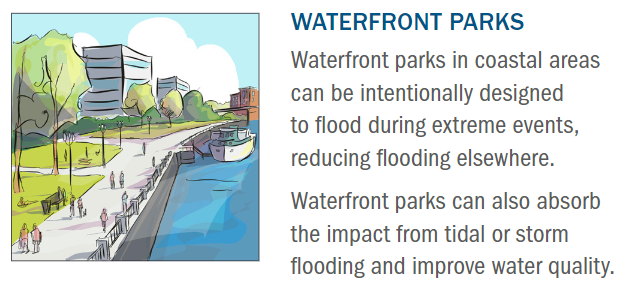 WATERFRONT PARKS
Waterfront parks in coastal areas
can be intentionally designed
to flood during extreme events,
reducing flooding elsewhere.
Waterfront parks can also absorb
the impact from tidal or storm
flooding and improve water quality.